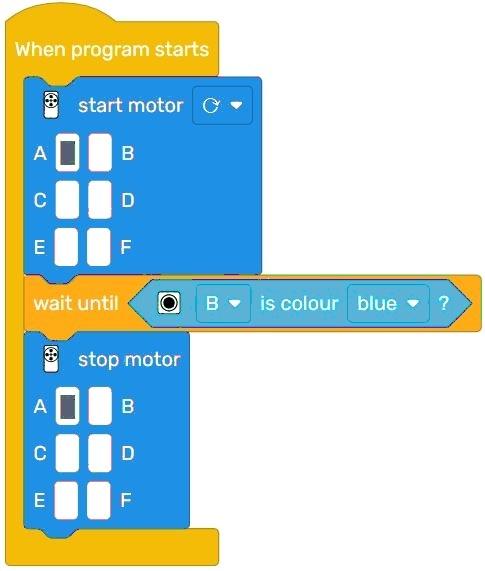 When program starts
start motor
A B
C D
E F
wait until B is colour blue ?
stop motor
A B
C D
E F